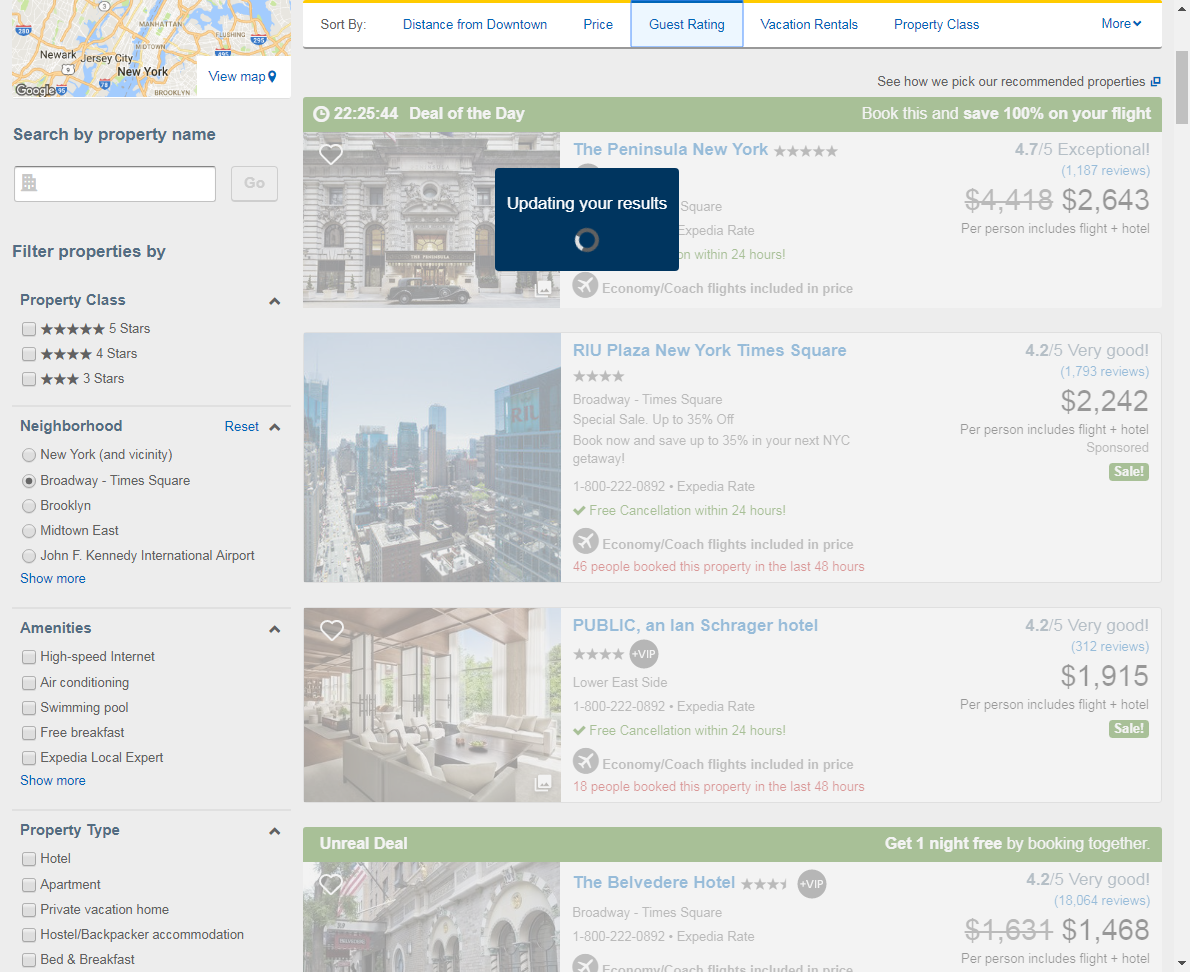 MANHATTAN
FLUSHING
MIDTOWN
Newark
Jersey City
New York
BROOKLYN
3
280
495
295
9
78
95
Google
View map
Search by property name
Go
Filter properties by
Property Class
5 Stars
4 Stars
3 Stars
Neighborhood Reset
New York (and vicinity)
Broadway - Times Square
Brooklyn
Midtown East
John F. Kennedy International Airport
Show more
Amenities
High-speed Internet
Air conditioning
Swimming pool
Free breakfast
Expedia Local Expert
Show more
Property Type
Hotel
Apartment
Private vacation home
Hostel/Backpacker accommodation
Bed & Breakfast
Sort By: Distance from Downtown Price Guest Rating Vacation Rentals Property Class More
See how we pick our recommended properties
22:25:44 Deal of the Day Book this and save 100% on your flight
THE PENINSULA
The Peninsula New York
4.7/5 Exceptional!
(1,187 reviews)
$4,418 $2,643
Per person includes flight + hotel
Updating your results
Square
Expedia Rate
within 24 hours!
Economy/Coach flights included in price
RIU
RIU Plaza New York Times Square
Broadway - Times Square
Special Sale. Up to 35% Off
Book now and save up to 35% in your next NYC
getaway!
1-800-222-0892 • Expedia Rate
Free Cancellation within 24 hours!
Economy/Coach flights included in price
46 people booked this property in the last 48 hours
4.2/5 Very good!
(1,793 reviews)
$2,242
Per person includes flight + hotel
Sponsored
Sale!
PUBLIC, an Ian Schrager hotel
+VIP
Lower East Side
1-800-222-0892 • Expedia Rate
Free Cancellation within 24 hours!
Economy/Coach flights included in price
18 people booked this property in the last 48 hours
4.2/5 Very good!
(312 reviews)
$1,915
Per person includes flight + hotel
Sale!
Unreal Deal Get 1 night free by booking together.
The Belvedere Hotel +VIP
Broadway - Times Square
1-800-222-0892 • Expedia Rate
Economy/Coach flights included in price
4.2/5 Very good!
(18,064 reviews)
$1,631 $1,468
Per person includes flight + hotel